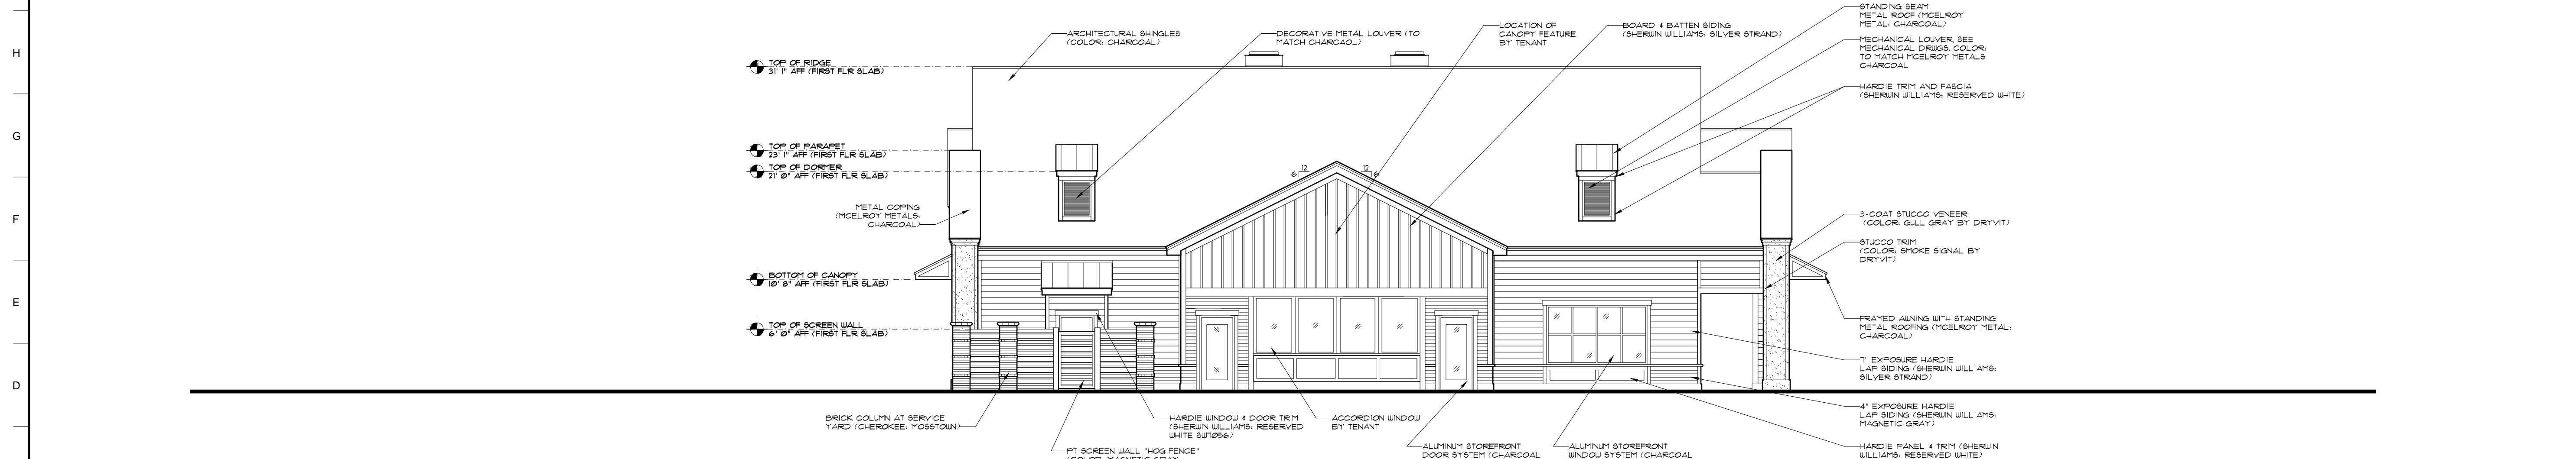 H
G
F
E
D
TOP OF RIDGE
31' 1" AFF (FIRST FLR SLAB)
TOP OF PARAPET
23' 1" AFF (FIRST FLR SLAB)
TOP OF DORMER
21' 0" AFF (FIRST FLR SLAB)
METAL COPING
(MCELROY METALS:
CHARCOAL)
BOTTOM OF CANOPY
10' 8" AFF (FIRST FLR SLAB)
TOP OF SCREEN WALL
6' 0" AFF (FIRST FLR SLAB)
ARCHITECTURAL SHINGLES
(COLOR: CHARCOAL)
DECORATIVE METAL LOUVER (TO
MATCH CHARCAOL)
LOCATION OF
CANOPY FEATURE
BY TENANT
BOARD & BATTEN SIDING
(SHERWIN WILLIAMS: SILVER STRAND)
12
6
12
6
STANDING SEAM
METAL ROOF (MCELROY
METAL: CHARCOAL)
MECHANICAL LOUVER, SEE
MECHANICAL DRWGS, COLOR:
TO MATCH MCELROY METALS
CHARCOAL
HARDIE TRIM AND FASCIA
(SHERWIN WILLIAMS: RESERVED WHITE)
3-COAT STUCCO VENEER
(COLOR: GULL GRAY BY DRYVIT)
STUCCO TRIM
(COLOR: SMOKE SIGNAL BY
DRYVIT)
FRAMED AWNING WITH STANDING
METAL ROOFING (MCELROY METAL:
CHARCOAL)
7" EXPOSURE HARDIE
LAP SIDING (SHERWIN WILLIAMS:
SILVER STRAND)
4" EXPOSURE HARDIE
LAP SIDING (SHERWIN WILLIAMS:
MAGNETIC GRAY)
HARDIE PANEL & TRIM (SHERWIN
WILLIAMS: RESERVED WHITE)
BRICK COLUMN AT SERVICE
YARD (CHEROKEE: MOSSTOWN)
PT SCREEN WALL "HOG FENCE"
(COLOR: MAGNETIC GRAY
HARDIE WINDOW & DOOR TRIM
(SHERWIN WILLIAMS: RESERVED
WHITE SW7056)
ACCORDION WINDOW
BY TENANT
ALUMINUM STOREFRONT
DOOR SYSTEM (CHARCOAL
ALUMINUM STOREFRONT
WINDOW SYSTEM (CHARCOAL